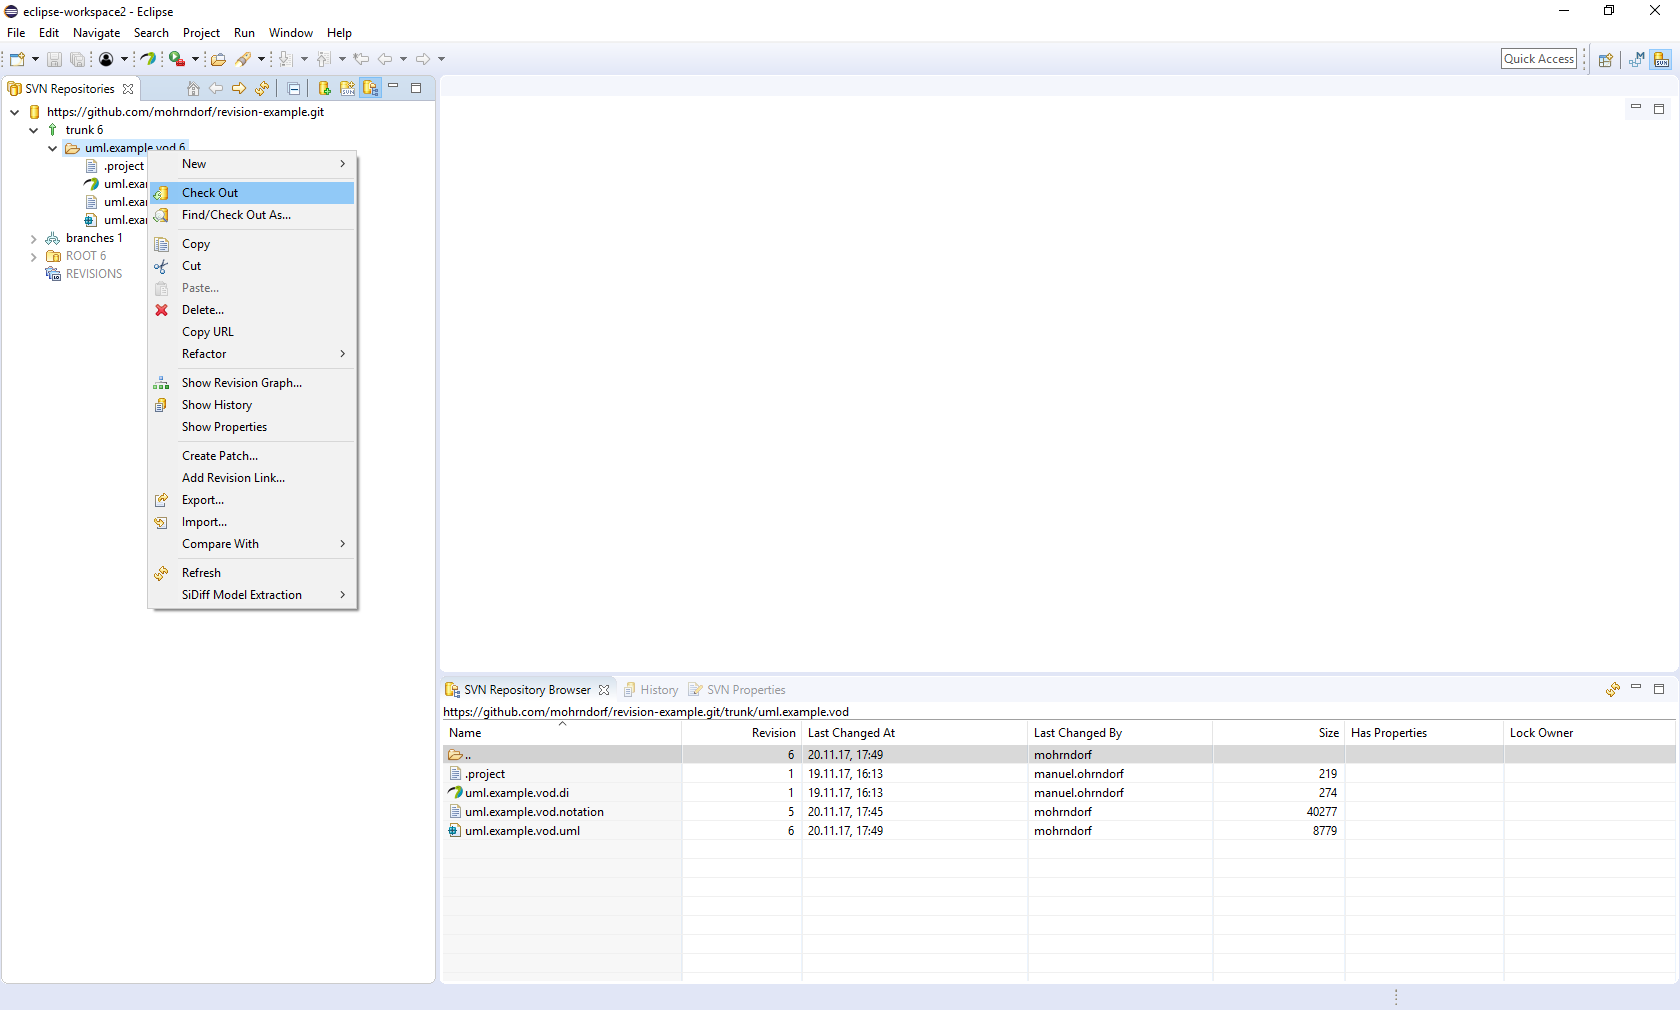 eclipse-workspace2 - Eclipse
File Edit Navigate Search Project Run Window Help
Quick Access
SVN Repositories
https://github.com/mohrndorf/revision-example.git
trunk 6
uml.example.vod 6
.project
uml.exa
uml.exa
uml.exa
branches 1
ROOT 6
REVISIONS
New
Check Out
Find/Check Out As...
Copy
Cut
Paste...
Delete...
Copy URL
Refactor
Show Revision Graph...
Show History
Show Properties
Create Patch...
Add Revision Link...
Export...
Import...
Compare With
Refresh
SiDiff Model Extraction
SVN Repository Browser History SVN Properties
https://github.com/mohrndorf/revision-example.git/trunk/uml.example.vod
Name Revision Last Changed At Last Changed By Size Has Properties Lock Owner
.. 6 20.11.17, 17:49 mohrndorf
.project 1 19.11.17, 16:13 manuel.ohrndorf 219
uml.example.vod.di 1 19.11.17, 16:13 manuel.ohrndorf 274
uml.example.vod.notation 5 20.11.17, 17:45 mohrndorf 40277
uml.example.vod.uml 6 20.11.17, 17:49 mohrndorf 8779